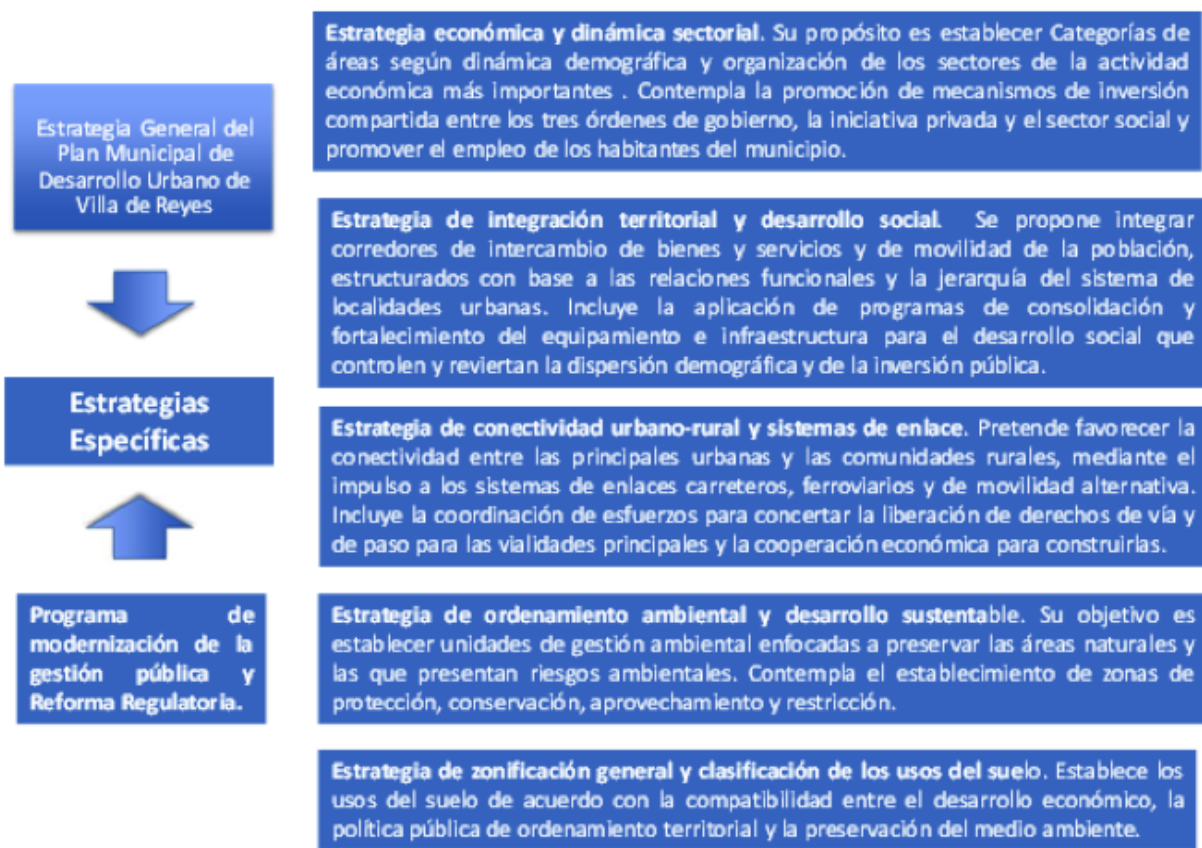 Estrategia General del
Plan Municipal de
Desarrollo Urbano de
Villa de Reyes
Estrategias
Específicas
Programa de
modernización de la
gestión pública y
Reforma Regulatoria.
Estrategia económica y dinámica sectorial. Su propósito es establecer Categorías de
áreas según dinámica demográfica y organización de los sectores de la actividad
económica más importantes . Contempla la promoción de mecanismos de inversión
compartida entre los tres órdenes de gobierno, la iniciativa privada y el sector social y
promover el empleo de los habitantes del municipio.
Estrategia de integración territorial y desarrollo social. Se propone integrar
corredores de intercambio de bienes y servicios y de movilidad de la población,
estructurados con base a las relaciones funcionales y la jerarquía del sistema de
localidades urbanas. Incluye la aplicación de programas de consolidación y
fortalecimiento del equipamiento e infraestructura para el desarrollo social que
controlen y reviertan la dispersión demográfica y de la inversión pública.
Estrategia de conectividad urbano-rural y sistemas de enlace. Pretende favorecer la
conectividad entre las principales urbanas y las comunidades rurales, mediante el
impulso a los sistemas de enlaces carreteros, ferroviarios y de movilidad alternativa.
Incluye la coordinación de esfuerzos para concertar la liberación de derechos de vía y
de paso para las vialidades principales y la cooperación económica para construirlas.
Estrategia de ordenamiento ambiental y desarrollo sustentable. Su objetivo es
establecer unidades de gestión ambiental enfocadas a preservar las áreas naturales y
las que presentan riesgos ambientales. Contempla el establecimiento de zonas de
protección, conservación, aprovechamiento y restricción.
Estrategia de zonificación general y clasificación de los usos del suelo. Establece los
usos del suelo de acuerdo con la compatibilidad entre el desarrollo económico, la
política pública de ordenamiento territorial y la preservación del medio ambiente.